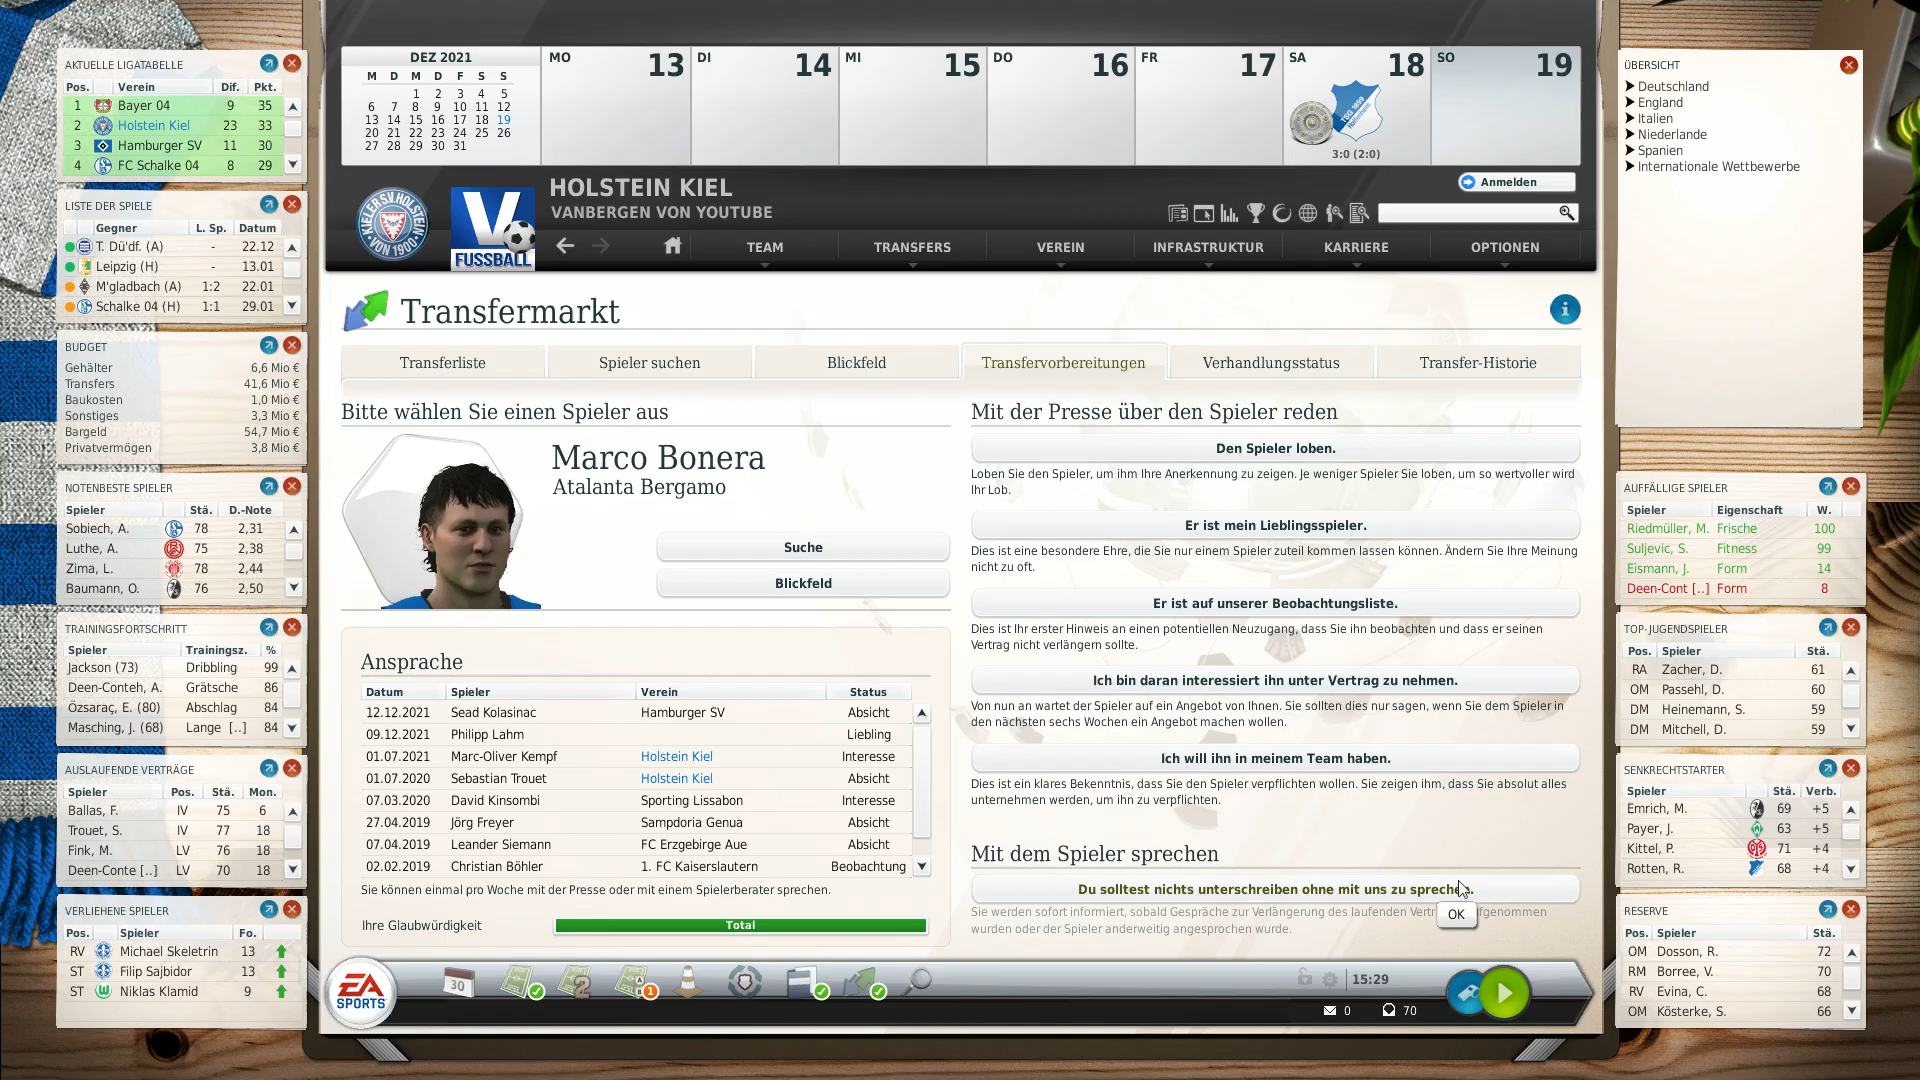 AKTUELLE LIGATABELLE
Pos. Verein Dif. Pkt.
1 Bayer 04 9 35
2 Holstein Kiel 23 33
3 Hamburger SV 11 30
4 FC Schalke 04 8 29
LISTE DER SPIELE
Gegner L. Sp. Datum
T. Dü'df. (A) - 22.12
Leipzig (H) - 13.01
M'gladbach (A) 1:2 22.01
Schalke 04 (H) 1:1 29.01
BUDGET
Gehälter 6,6 Mio €
Transfers 41,6 Mio €
Baukosten 1,0 Mio €
Sonstiges 3,3 Mio €
Bargeld 54,7 Mio €
Privatvermögen 3,8 Mio €
NOTENBESTE SPIELER
Spieler Stä. D.-Note
Sobiech, A. 78 2,31
Luthe, A. 75 2,38
Zima, L. 78 2,44
Baumann, O. 76 2,50
TRAININGSFORTSCHRITT
Spieler Trainingsz. %
Jackson (73) Dribbling 99
Deen-Conteh, A. Grätsche 86
Özsaraç, E. (80) Abschlag 84
Masching, J. (68) Lange [..] 84
AUSLAUFENDE VERTRÄGE
Spieler Pos. Stä. Mon.
Ballas, F. IV 75 6
Trouet, S. IV 77 18
Fink, M. LV 76 18
Deen-Conte [..] LV 70 18
VERLIEHENE SPIELER
Pos. Spieler Fo.
RV Michael Skeletrin 13
ST Filip Sajbidor 13
ST Niklas Klamid 9
DEZ 2021
M D M D F S S
1 2 3 4 5
6 7 8 9 10 11 12
13 14 15 16 17 18 19
20 21 22 23 24 25 26
27 28 29 30 31
MO 13 DI 14 MI 15 DO 16 FR 17 SA 18 SO 19
TSG 1899
Hoffenheim
3:0 (2:0)
KIELER S.V. HOLSTEIN
VON 1900
V
FUSSBALL
HOLSTEIN KIEL
VANBERGEN VON YOUTUBE
Anmelden
TEAM TRANSFERS VEREIN INFRASTRUKTUR KARRIERE OPTIONEN
Transfermarkt
Transferliste Spieler suchen Blickfeld Transfervorbereitungen Verhandlungsstatus Transfer-Historie
Bitte wählen Sie einen Spieler aus
Marco Bonera
Atalanta Bergamo
Suche
Blickfeld
Ansprache
Datum Spieler Verein Status
12.12.2021 Sead Kolasinac Hamburger SV Absicht
09.12.2021 Philipp Lahm Liebling
01.07.2021 Marc-Oliver Kempf Holstein Kiel Interesse
01.07.2020 Sebastian Trouet Holstein Kiel Absicht
07.03.2020 David Kinsombi Sporting Lissabon Interesse
27.04.2019 Jörg Freyer Sampdoria Genua Absicht
07.04.2019 Leander Siemann FC Erzgebirge Aue Absicht
02.02.2019 Christian Böhler 1. FC Kaiserslautern Beobachtung
Sie können einmal pro Woche mit der Presse oder mit einem Spielerberater sprechen.
Ihre Glaubwürdigkeit Total
Mit der Presse über den Spieler reden
Den Spieler loben.
Loben Sie den Spieler, um ihm Ihre Anerkennung zu zeigen. Je weniger Spieler Sie loben, um so wertvoller wird
Ihr Lob.
Er ist mein Lieblingsspieler.
Dies ist eine besondere Ehre, die Sie nur einem Spieler zuteil kommen lassen können. Ändern Sie Ihre Meinung
nicht zu oft.
Er ist auf unserer Beobachtungsliste.
Dies ist Ihr erster Hinweis an einen potentiellen Neuzugang, dass Sie ihn beobachten und dass er seinen
Vertrag nicht verlängern sollte.
Ich bin daran interessiert ihn unter Vertrag zu nehmen.
Von nun an wartet der Spieler auf ein Angebot von Ihnen. Sie sollten dies nur sagen, wenn Sie dem Spieler in
den nächsten sechs Wochen ein Angebot machen wollen.
Ich will ihn in meinem Team haben.
Dies ist ein klares Bekenntnis, dass Sie den Spieler verpflichten wollen. Sie zeigen ihm, dass Sie absolut alles
unternehmen werden, um ihn zu verpflichten.
Mit dem Spieler sprechen
Du solltest nichts unterschreiben ohne mit uns zu sprechen.
Sie werden sofort informiert, sobald Gespräche zur Verlängerung des laufenden
OK
wurden oder der Spieler anderweitig angesprochen wurde.
EA
SPORTS
30
2
1
15:29
0 70
ÜBERSICHT
Deutschland
England
Italien
Niederlande
Spanien
Internationale Wettbewerbe
AUFFÄLLIGE SPIELER
Spieler Eigenschaft W.
Riedmüller, M. Frische 100
Suljevic, S. Fitness 99
Eismann, J. Form 14
Deen-Cont [..] Form 8
TOP-JUGENDSPIELER
Pos. Spieler Stä.
RA Zacher, D. 61
OM Passehl, D. 60
DM Heinemann, S. 59
DM Mitchell, D. 59
SENKRECHTSTARTER
Spieler Stä. Verb.
Emrich, M. 69 +5
Payer, J. 63 +5
Kittel, P. 71 +4
Rotten, R. 68 +4
RESERVE
Pos. Spieler Stä.
OM Dosson, R. 72
RM Borree, V. 70
RV Evina, C. 68
OM Kösterke, S. 66